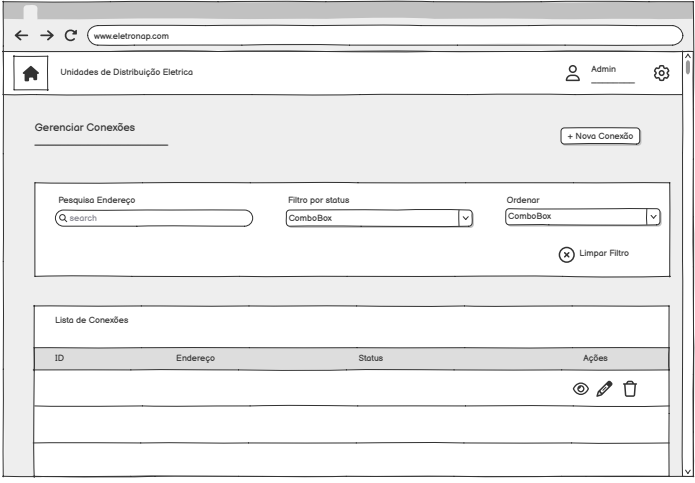 www.eletronap.com
Unidades de Distribuição Eletrica
Admin
Gerenciar Conexões
+ Nova Conexão
Pesquisa Endereço
Filtro por status
Ordenar
search
ComboBox
ComboBox
Limpar Filtro
Lista de Conexões
ID Endereço Status Ações